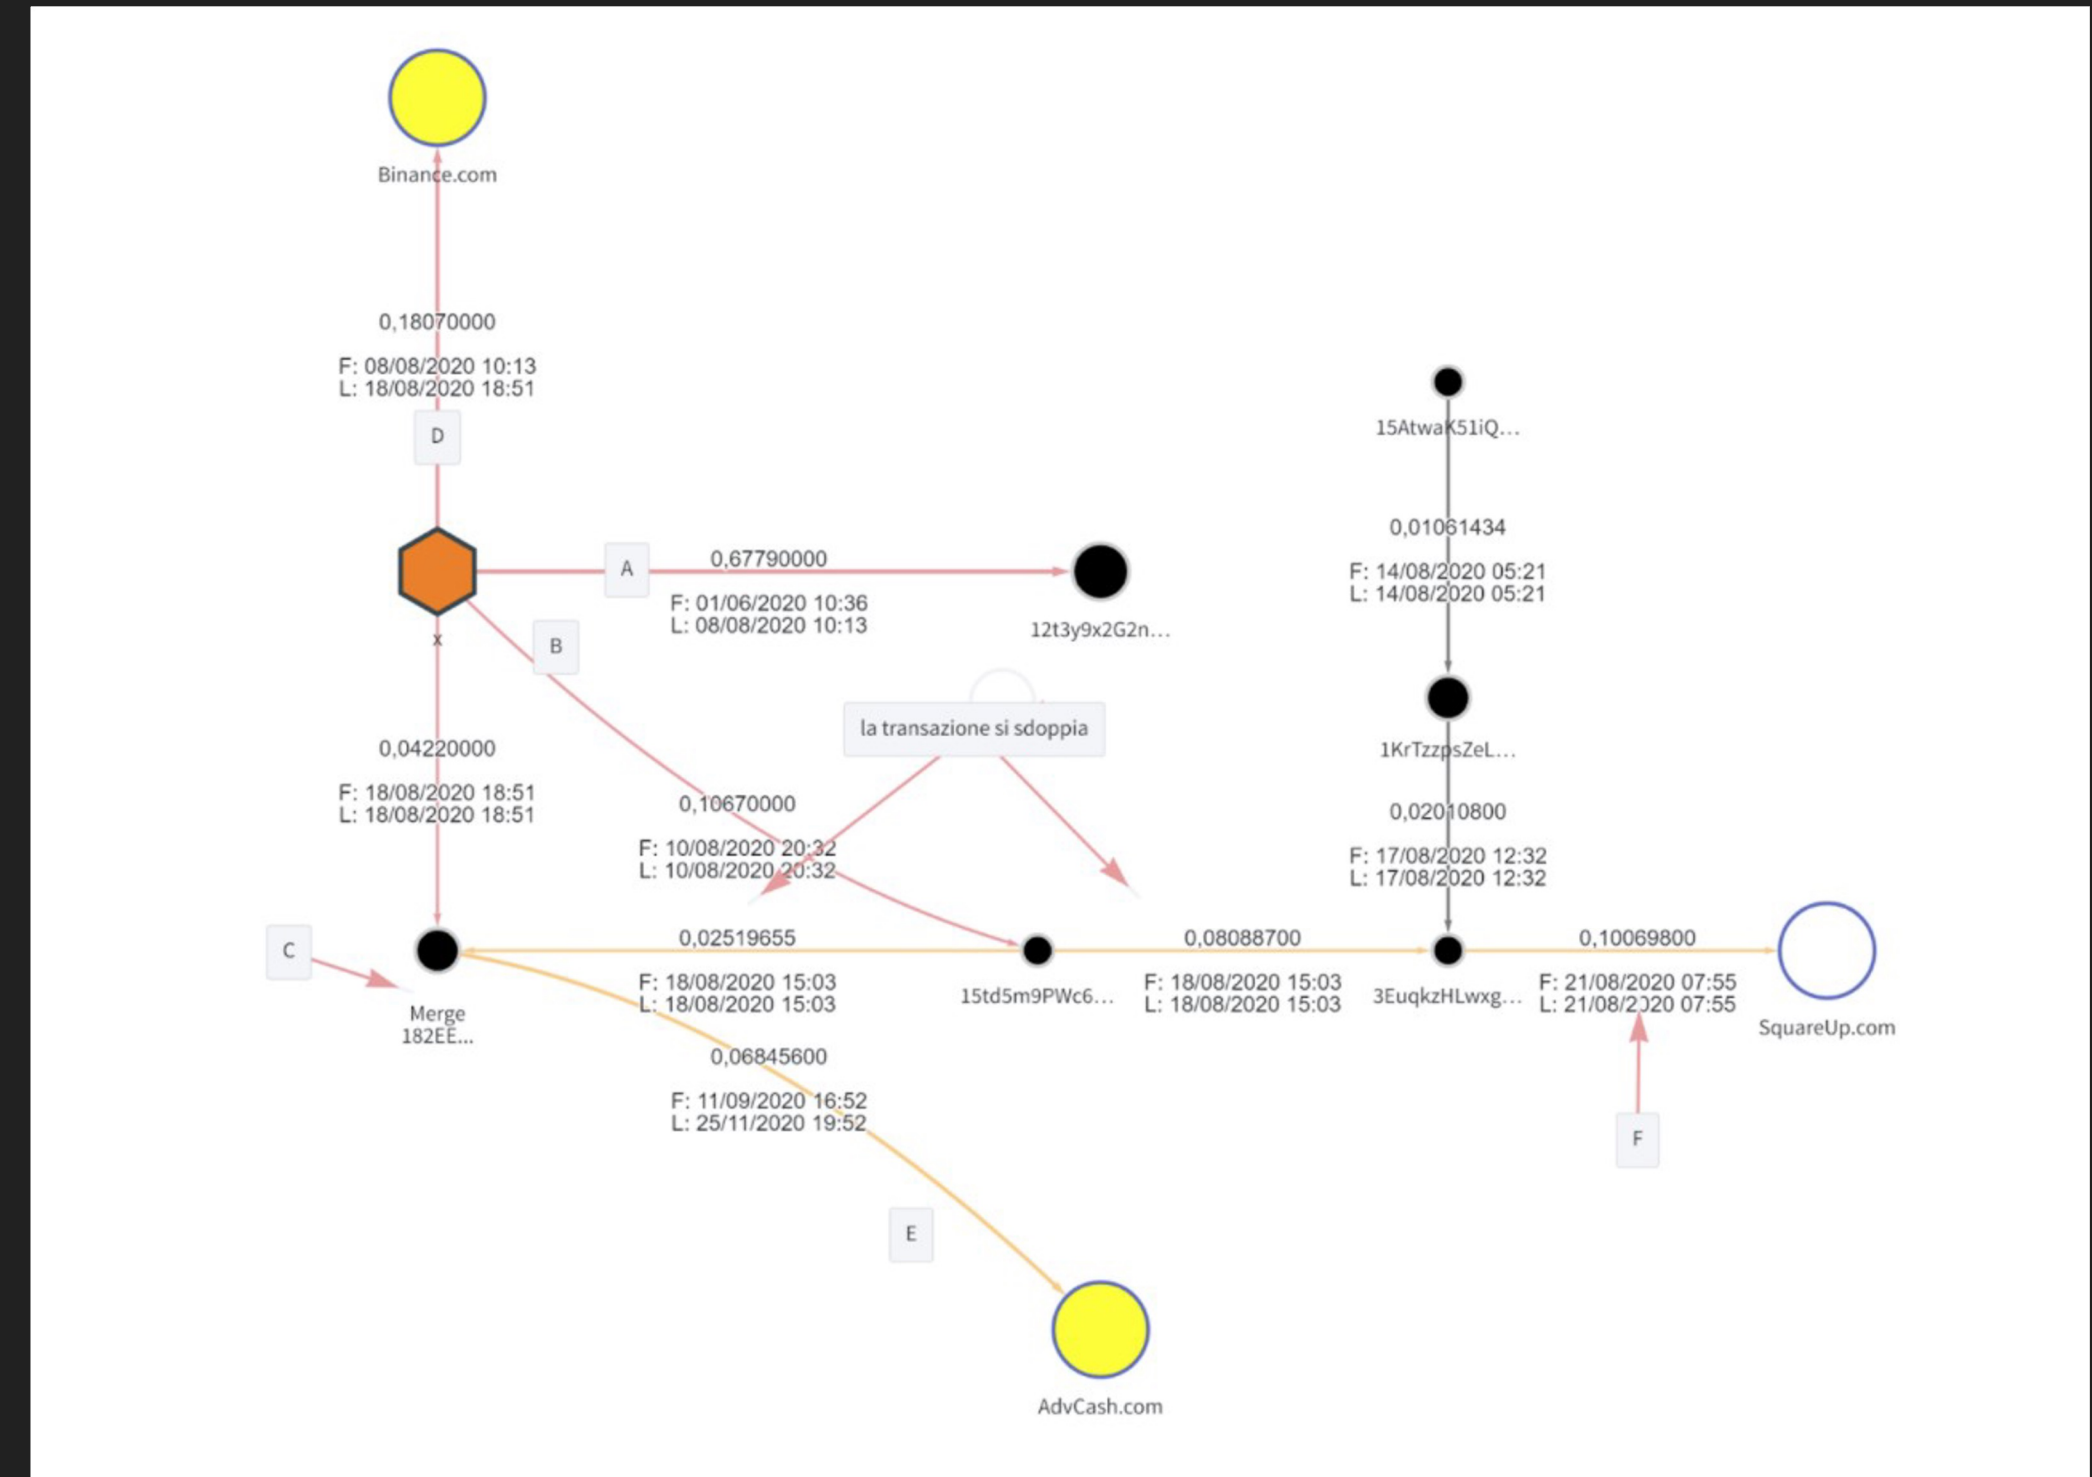 Binance.com
0,18070000
F: 08/08/2020 10:13
L: 18/08/2020 18:51
D
15AtwaK51iQ...
0,01061434
F: 14/08/2020 05:21
L: 14/08/2020 05:21
A
0,67790000
F: 01/06/2020 10:36
L: 08/08/2020 10:13
12t3y9x2G2n...
x
B
la transazione si sdoppia
1KrTzzpsZeL...
0,04220000
F: 18/08/2020 18:51
L: 18/08/2020 18:51
0,10670000
F: 10/08/2020 20:32
L: 10/08/2020 20:32
0,02010800
F: 17/08/2020 12:32
L: 17/08/2020 12:32
C
Merge
182EE...
0,02519655
F: 18/08/2020 15:03
L: 18/08/2020 15:03
15td5m9PWc6...
0,08088700
F: 18/08/2020 15:03
L: 18/08/2020 15:03
3EuqkzHLwxg...
0,10069800
F: 21/08/2020 07:55
L: 21/08/2020 07:55
SquareUp.com
0,06845600
F: 11/09/2020 16:52
L: 25/11/2020 19:52
F
E
AdvCash.com